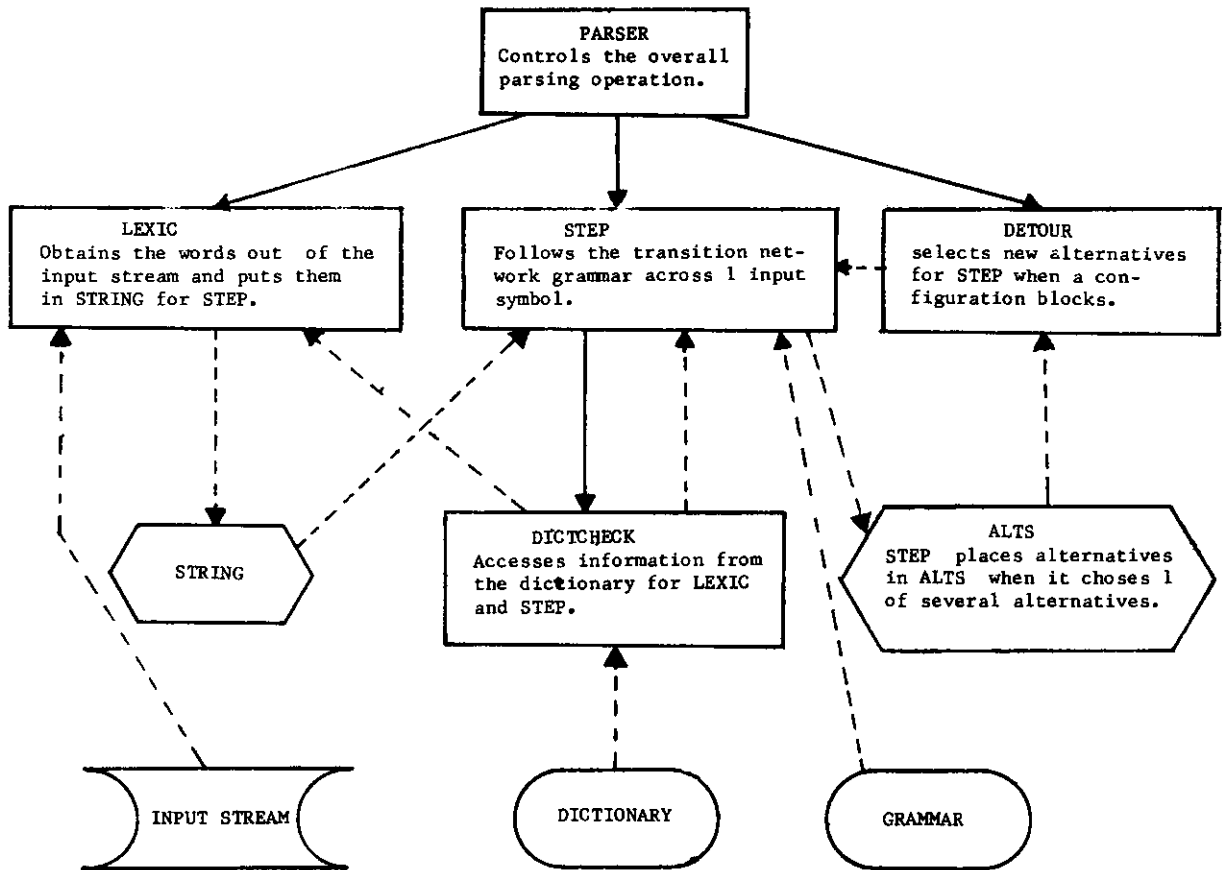 PARSER
Controls the overall
parsing operation.
LEXIC
Obtains the words out of the
input stream and puts them
in STRING for STEP.
STEP
Follows the transition net-
work grammar across 1 input
symbol.
DETOUR
selects new alternatives
for STEP when a con-
figuration blocks.
STRING
DICTCHECK
Accesses information from
the dictionary for LEXIC
and STEP.
ALTS
STEP places alternatives
in ALTS when it choses 1
of several alternatives.
INPUT STREAM
DICTIONARY
GRAMMAR